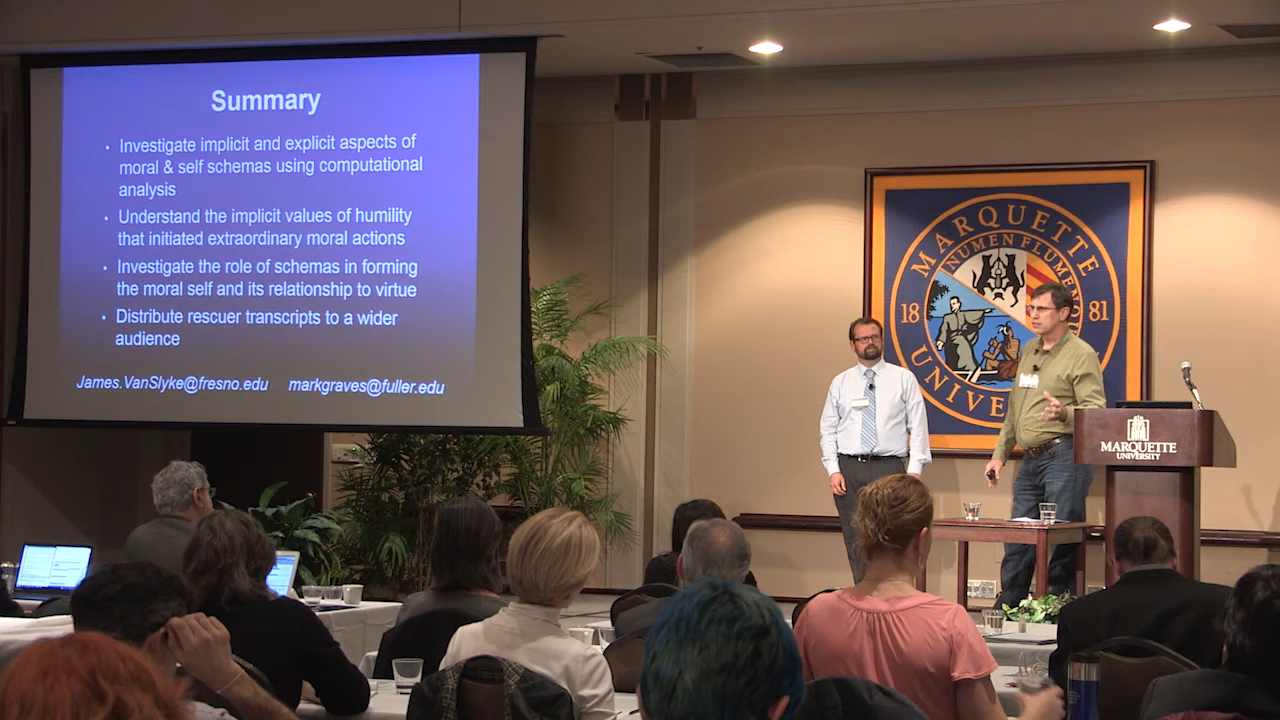 Summary
• Investigate implicit and explicit aspects of
moral & self schemas using computational
analysis
• Understand the implicit values of humility
that initiated extraordinary moral actions
• Investigate the role of schemas in forming
the moral self and its relationship to virtue
• Distribute rescuer transcripts to a wider
audience
James.VanSlyke@fresno.edu markgraves@fuller.edu
MARQUETTE
NUMEN FLUMENS
18 81
UNIVE
MARQUETTE
UNIVERSITY